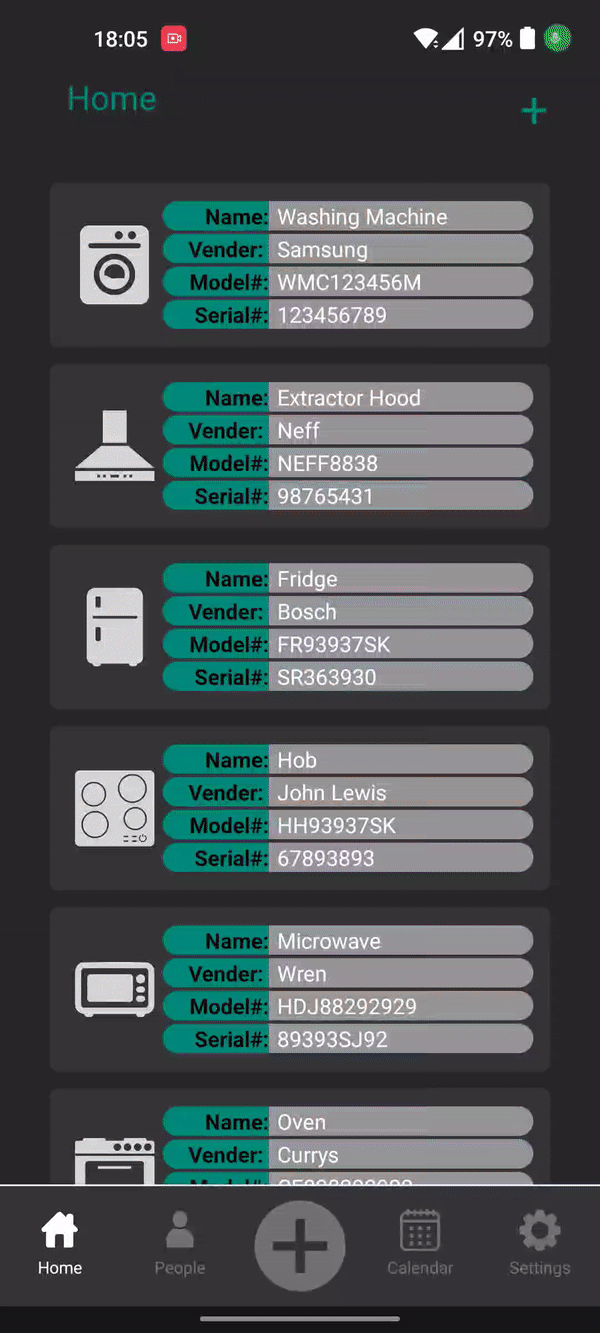 18:05 97%
Home
Name: Washing Machine
Vender: Samsung
Model#: WMC123456M
Serial#: 123456789
Name: Extractor Hood
Vender: Neff
Model#: NEFF8838
Serial#: 98765431
Name: Fridge
Vender: Bosch
Model#: FR93937SK
Serial#: SR363930
Name: Hob
Vender: John Lewis
Model#: HH93937SK
Serial#: 67893893
Name: Microwave
Vender: Wren
Model#: HDJ88292929
Serial#: 89393SJ92
Name: Oven
Vender: Currys
Home People Calendar Settings